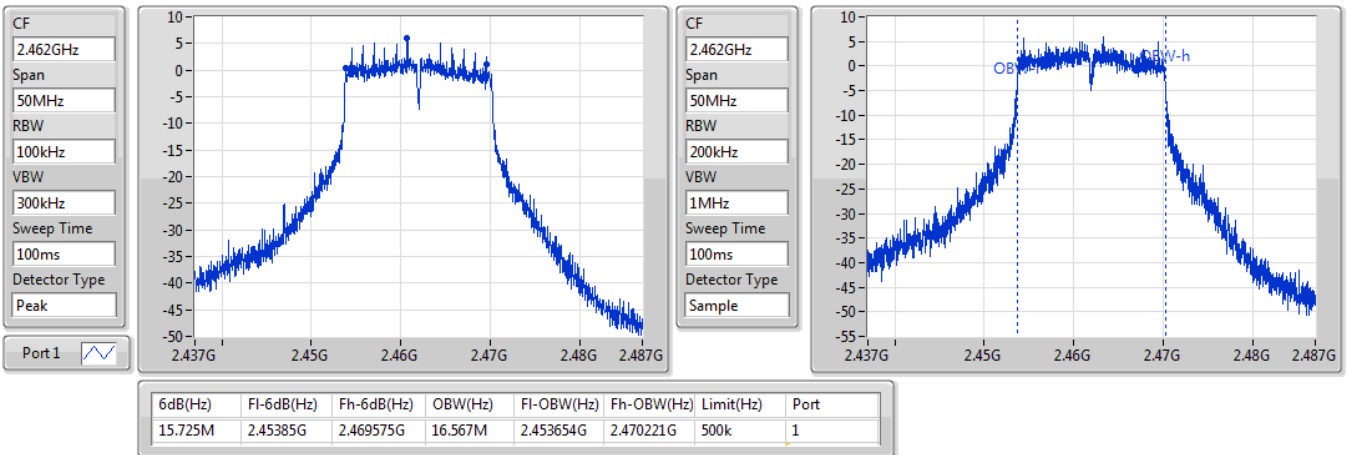 CF
2.462GHz
Span
50MHz
RBW
100kHz
VBW
300kHz
Sweep Time
100ms
Detector Type
Peak
Port 1
10
5
0
-5
-10
-15
-20
-25
-30
-35
-40
-45
-50
2.437G 2.45G 2.46G 2.47G 2.48G 2.487G
CF
2.462GHz
Span
50MHz
RBW
200kHz
VBW
1MHz
Sweep Time
100ms
Detector Type
Sample
10
5
0
-5
-10
-15
-20
-25
-30
-35
-40
-45
-50
-55
OBW-h
2.437G 2.45G 2.46G 2.47G 2.48G 2.487G
6dB(Hz) Fl-6dB(Hz) Fh-6dB(Hz) OBW(Hz) Fl-OBW(Hz) Fh-OBW(Hz) Limit(Hz) Port
15.725M 2.45385G 2.469575G 16.567M 2.453654G 2.470221G 500k 1